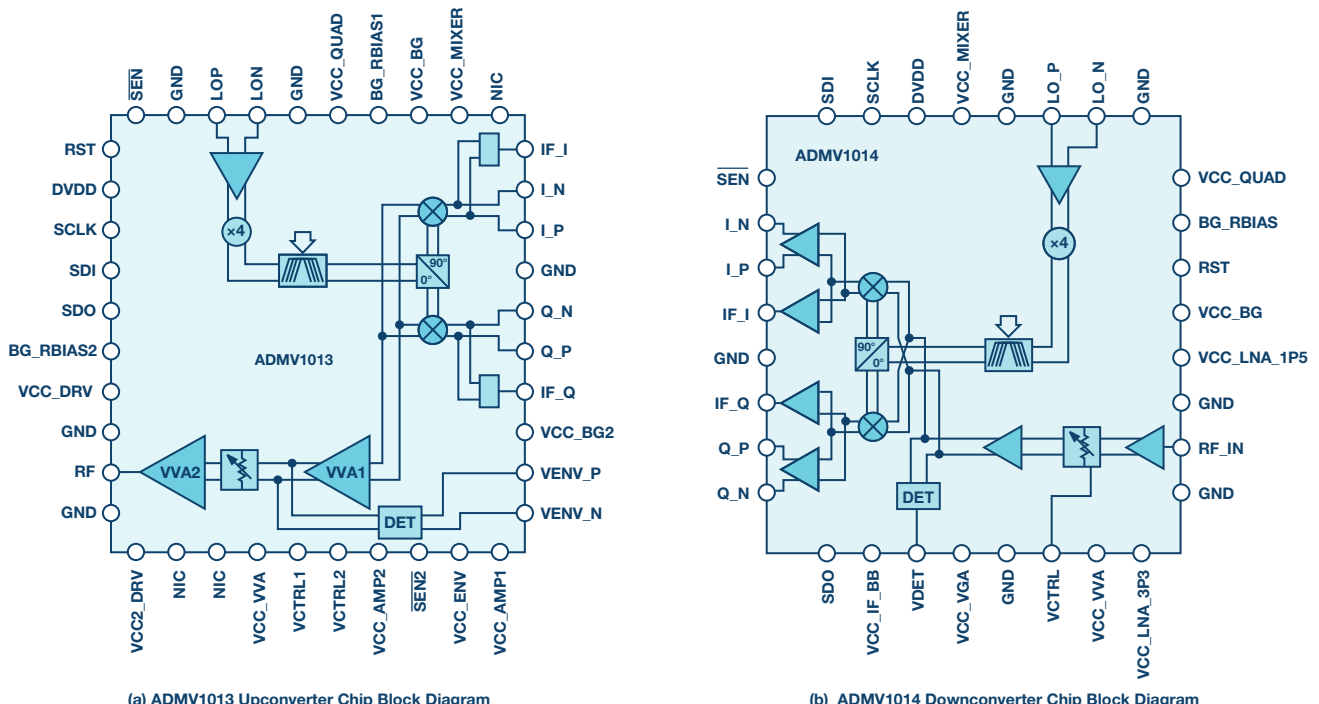 SEN
GND
LOP
LON
GND
VCC_QUAD
BG_RBIAS1
VCC_BG
VCC_MIXER
NIC
RST
DVDD
SCLK
SDI
SDO
BG_RBIAS2
VCC_DRV
GND
RF
GND
IF_I
I_N
I_P
GND
Q_N
Q_P
IF_Q
VCC_BG2
VENV_P
VENV_N
×4
90°
0°
ADMV1013
VVA2
VVA1
DET
VCC2_DRV
NIC
NIC
VCC_VVA
VCTRL1
VCTRL2
VCC_AMP2
SEN2
VCC_ENV
VCC_AMP1
(a) ADMV1013 Upconverter Chip Block Diagram
SDI
SCLK
DVDD
VCC_MIXER
GND
LO_P
LO_N
GND
ADMV1014
SEN
I_N
I_P
IF_I
GND
IF_Q
Q_P
Q_N
VCC_QUAD
BG_RBIAS
RST
VCC_BG
VCC_LNA_1P5
GND
RF_IN
GND
×4
90°
0°
DET
SDO
VCC_IF_BB
VDET
VCC_VGA
GND
VCTRL
VCC_VVA
VCC_LNA_3P3
(b) ADMV1014 Downconverter Chip Block Diagram